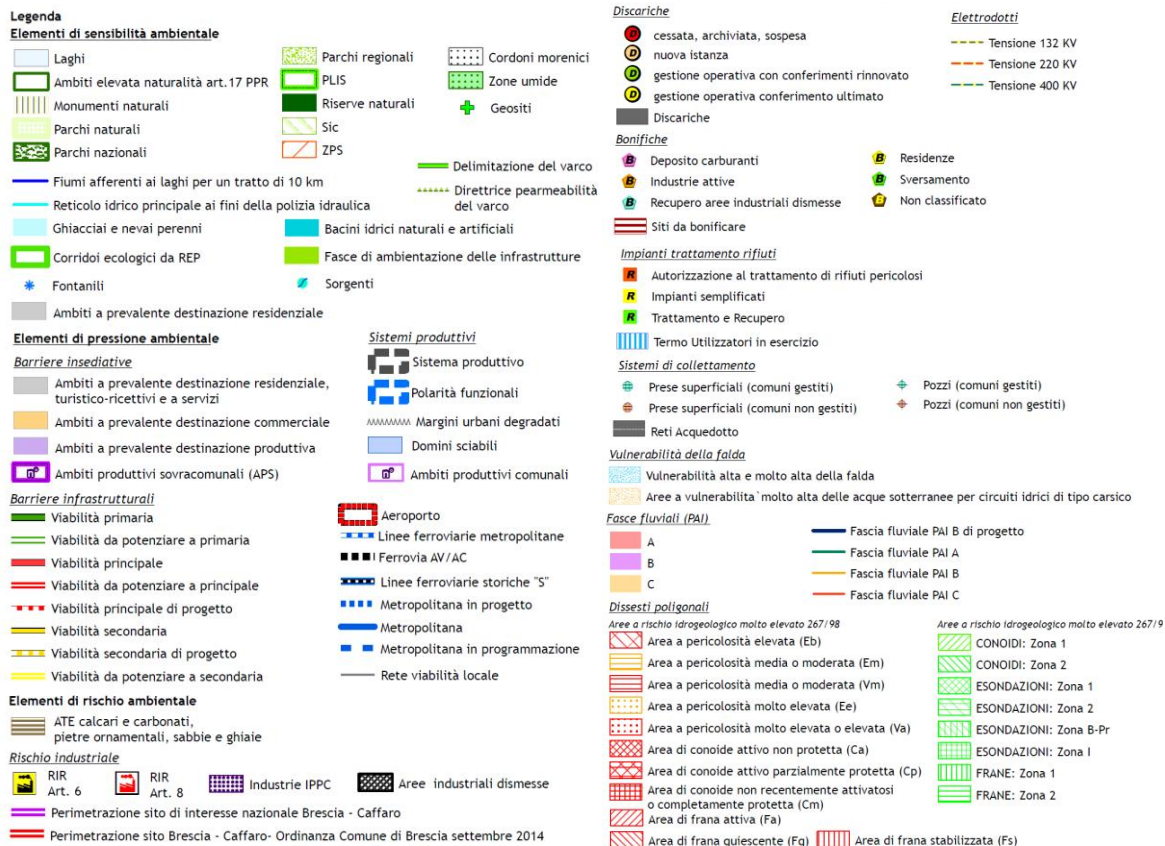 Legenda
Elementi di sensibilità ambientale
Laghi
Ambiti elevata naturalità art.17 PPR
Monumenti naturali
Parchi naturali
Parchi nazionali
Parchi regionali
PLIS
Riserve naturali
Sic
ZPS
Cordoni morenici
Zone umide
Geositi
Fiumi afferenti ai laghi per un tratto di 10 km
Reticolo idrico principale ai fini della polizia idraulica
Delimitazione del varco
Direttrice pearmeabilità
del varco
Ghiacciai e nevai perenni
Bacini idrici naturali e artificiali
Corridoi ecologici da REP
Fasce di ambientazione delle infrastrutture
Fontanili
Sorgenti
Ambiti a prevalente destinazione residenziale
Elementi di pressione ambientale
Barriere insediative
Ambiti a prevalente destinazione residenziale,
turistico-ricettivi e a servizi
Ambiti a prevalente destinazione commerciale
Ambiti a prevalente destinazione produttiva
Ambiti produttivi sovracomunali (APS)
Sistemi produttivi
Sistema produttivo
Polarità funzionali
Margini urbani degradati
Domini sciabili
Ambiti produttivi comunali
Barriere infrastrutturali
Viabilità primaria
Viabilità da potenziare a primaria
Viabilità principale
Viabilità da potenziare a principale
Viabilità principale di progetto
Viabilità secondaria
Viabilità secondaria di progetto
Viabilità da potenziare a secondaria
Aeroporto
Linee ferroviarie metropolitane
Ferrovia AV/AC
Linee ferroviarie storiche "S"
Metropolitana in progetto
Metropolitana
Metropolitana in programmazione
Rete viabilità locale
Elementi di rischio ambientale
ATE calcari e carbonati,
pietre ornamentali, sabbie e ghiaie
Rischio industriale
RIR
Art. 6
RIR
Art. 8
Industrie IPPC
Aree industriali dismesse
Perimetrazione sito di interesse nazionale Brescia - Caffaro
Perimetrazione sito Brescia - Caffaro- Ordinanza Comune di Brescia settembre 2014
Discariche
D cessata, archiviata, sospesa
D nuova istanza
D gestione operativa con conferimenti rinnovato
D gestione operativa conferimento ultimato
Discariche
Elettrodotti
Tensione 132 KV
Tensione 220 KV
Tensione 400 KV
Bonifiche
B Deposito carburanti
B Industrie attive
B Recupero aree industriali dismesse
Siti da bonificare
B Residenze
B Sversamento
B Non classificato
Impianti trattamento rifiuti
R Autorizzazione al trattamento di rifiuti pericolosi
R Impianti semplificati
R Trattamento e Recupero
Termo Utilizzatori in esercizio
Sistemi di collettamento
Prese superficiali (comuni gestiti)
Prese superficiali (comuni non gestiti)
Reti Acquedotto
Pozzi (comuni gestiti)
Pozzi (comuni non gestiti)
Vulnerabilità della falda
Vulnerabilità alta e molto alta della falda
Aree a vulnerabilita`molto alta delle acque sotterranee per circuiti idrici di tipo carsico
Fasce fluviali (PAI)
A
B
C
Fascia fluviale PAI B di progetto
Fascia fluviale PAI A
Fascia fluviale PAI B
Fascia fluviale PAI C
Dissesti poligonali
Aree a rischio idrogeologico molto elevato 267/98
Area a pericolosità elevata (Eb)
Area a pericolosità media o moderata (Em)
Area a pericolosità media o moderata (Vm)
Area a pericolosità molto elevata (Ee)
Area a pericolosità molto elevata o elevata (Va)
Area di conoide attivo non protetta (Ca)
Area di conoide attivo parzialmente protetta (Cp)
Area di conoide non recentemente attivatosi
o completamente protetta (Cm)
Area di frana attiva (Fa)
Area di frana quiescente (Fq)
Area di frana stabilizzata (Fs)
Aree a rischio idrogeologico molto elevato 267/9
CONOIDI: Zona 1
CONOIDI: Zona 2
ESONDAZIONI: Zona 1
ESONDAZIONI: Zona 2
ESONDAZIONI: Zona B-Pr
ESONDAZIONI: Zona I
FRANE: Zona 1
FRANE: Zona 2